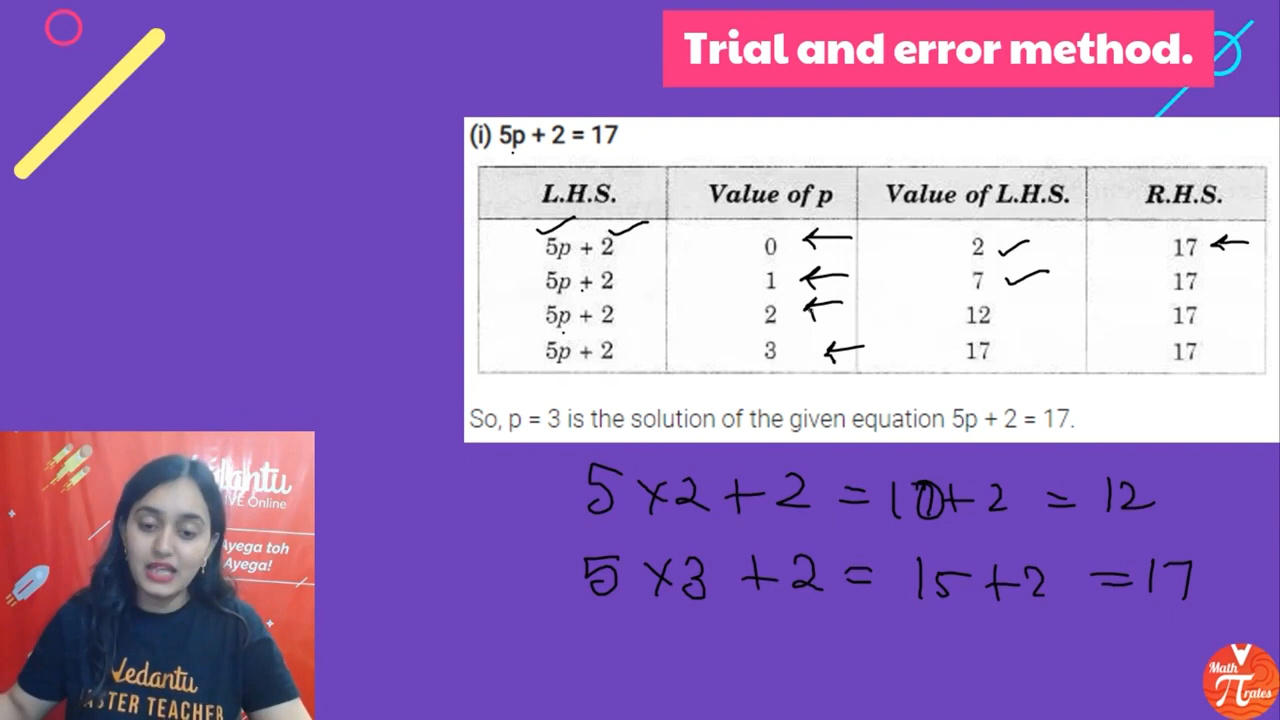 Trial and error method.
(i) 5p + 2 = 17
L.H.S. Value of p Value of L.H.S. R.H.S.
5p + 2 0 2 17
5p + 2 1 7 17
5p + 2 2 12 17
5p + 2 3 17 17
So, p = 3 is the solution of the given equation 5p + 2 = 17.
5 × 2 + 2 = 10 + 2 = 12
5 × 3 + 2 = 15 + 2 = 17
VE Online
Ayega toh
Ayega!
Vedantu
MASTER TEACHER
Math
π rates